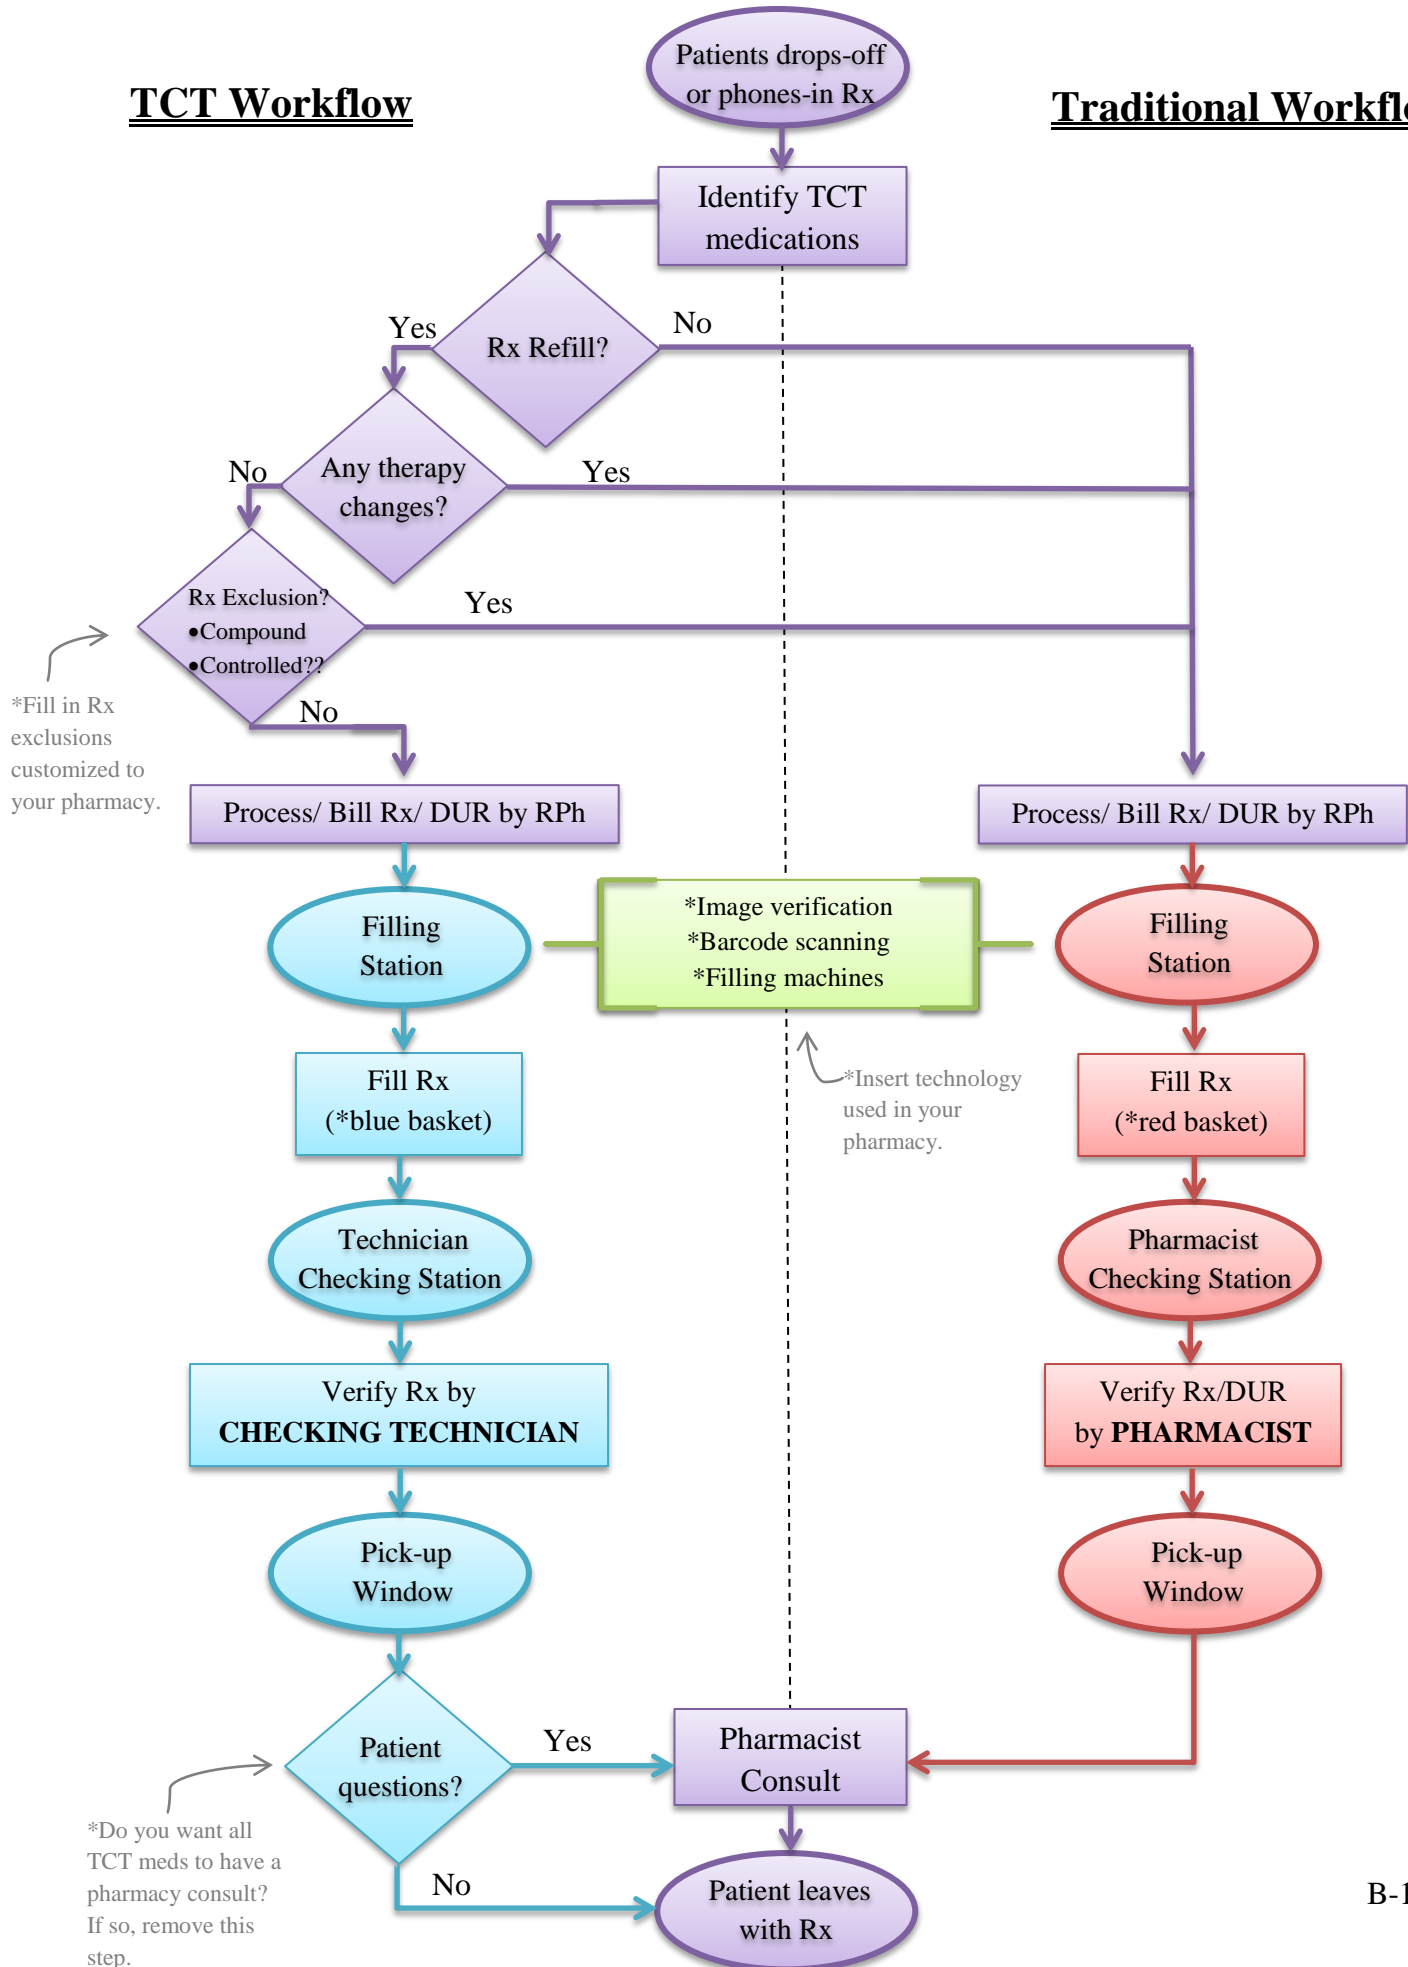 Patients drops-off
or phones-in Rx
TCT Workflow
Traditional Workflo
Identify TCT
medications
Yes
No
Rx Refill?
No
Any therapy
changes?
Yes
Rx Exclusion?
•Compound
•Controlled??
Yes
*Fill in Rx
exclusions
customized to
your pharmacy.
No
Process/ Bill Rx/ DUR by RPh
Process/ Bill Rx/ DUR by RPh
Filling
Station
*Image verification
*Barcode scanning
*Filling machines
Filling
Station
Fill Rx
(*blue basket)
*Insert technology
used in your
pharmacy.
Fill Rx
(*red basket)
Technician
Checking Station
Pharmacist
Checking Station
Verify Rx by
CHECKING TECHNICIAN
Verify Rx/DUR
by PHARMACIST
Pick-up
Window
Pick-up
Window
Patient
questions?
Yes
Pharmacist
Consult
*Do you want all
TCT meds to have a
pharmacy consult?
If so, remove this
step.
No
Patient leaves
with Rx
B-1